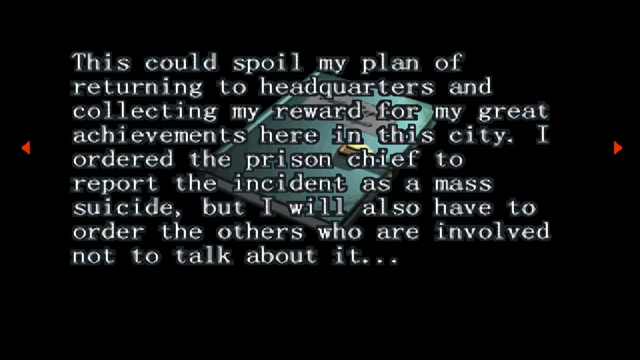 This could spoil my plan of
returning to headquarters and
collecting my reward for my great
achievements here in this city. I
ordered the prison chief to
report the incident as a mass
suicide, but I will also have to
order the others who are involved
not to talk about it...